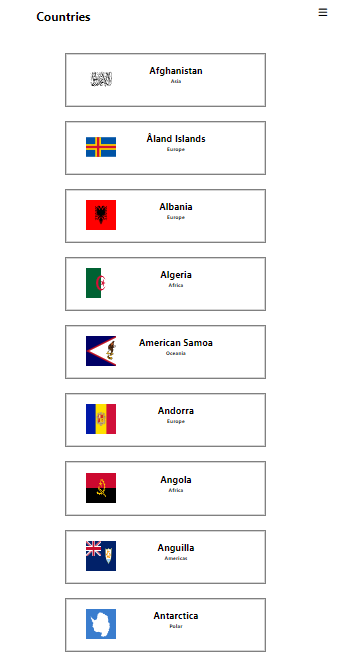 Countries
Afghanistan
Asia
Åland Islands
Europe
Albania
Europe
Algeria
Africa
American Samoa
Oceania
Andorra
Europe
Angola
Africa
Anguilla
Americas
Antarctica
Polar